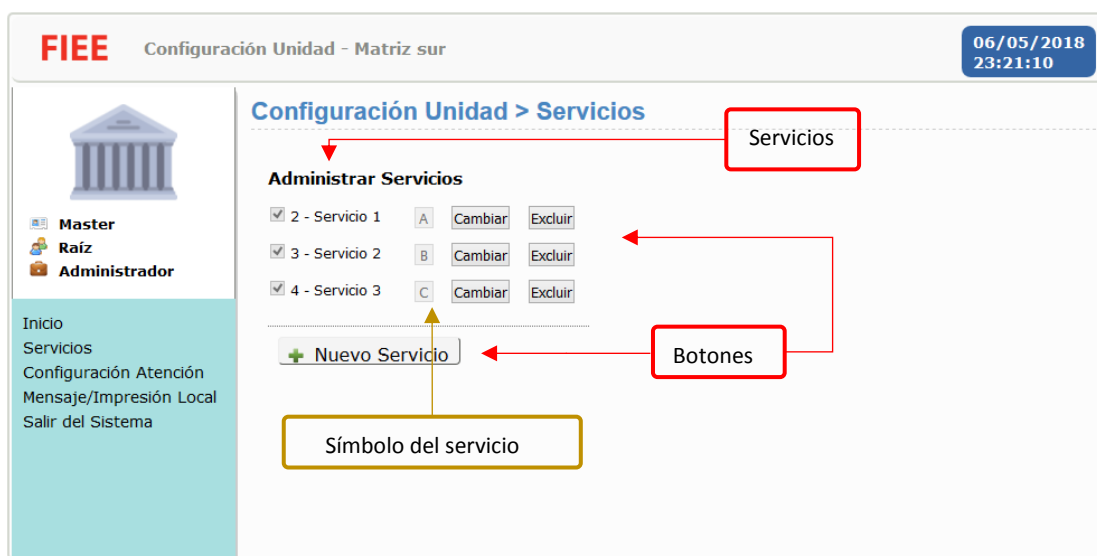 FIEE Configuración Unidad - Matriz sur
06/05/2018
23:21:10
Configuración Unidad > Servicios
Servicios
Administrar Servicios
2 - Servicio 1 A Cambiar Excluir
3 - Servicio 2 B Cambiar Excluir
4 - Servicio 3 C Cambiar Excluir
Nuevo Servicio
Botones
Símbolo del servicio
Master
Raíz
Administrador
Inicio
Servicios
Configuración Atención
Mensaje/Impresión Local
Salir del Sistema